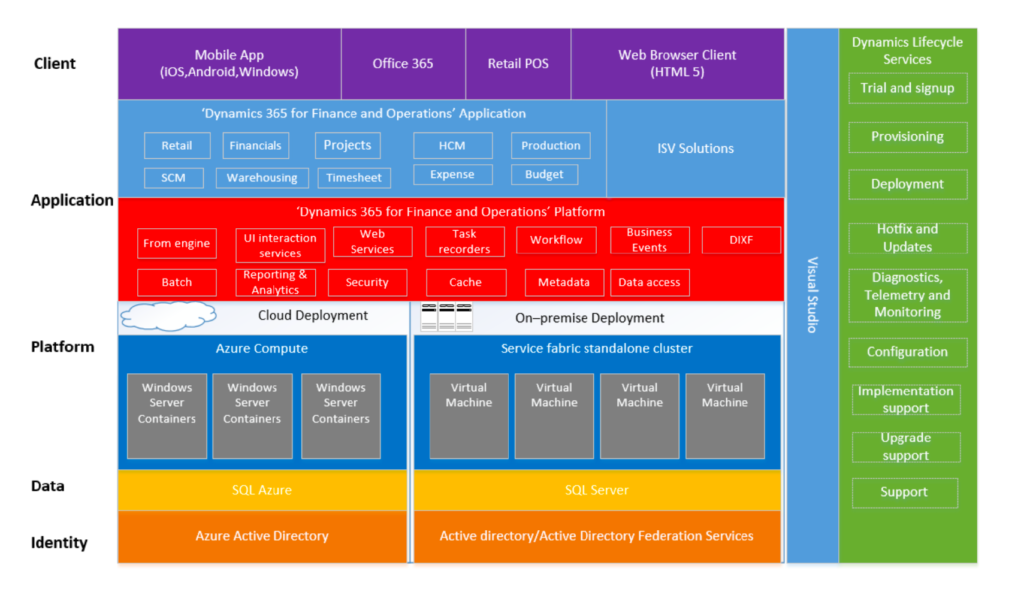 Client
Mobile App
(IOS,Android,Windows)
Office 365
Retail POS
Web Browser Client
(HTML 5)
Application
‘Dynamics 365 for Finance and Operations’ Application
Retail
Financials
Projects
HCM
Production
SCM
Warehousing
Timesheet
Expense
Budget
ISV Solutions
‘Dynamics 365 for Finance and Operations’ Platform
From engine
UI interaction
services
Web
Services
Task
recorders
Workflow
Business
Events
DIXF
Batch
Reporting &
Analytics
Security
Cache
Metadata
Data access
Platform
Cloud Deployment
On–premise Deployment
Azure Compute
Windows
Server
Containers
Windows
Server
Containers
Windows
Server
Containers
Service fabric standalone cluster
Virtual
Machine
Virtual
Machine
Virtual
Machine
Virtual
Machine
Data
SQL Azure
SQL Server
Identity
Azure Active Directory
Active directory/Active Directory Federation Services
Visual Studio
Dynamics Lifecycle
Services
Trial and signup
Provisioning
Deployment
Hotfix and
Updates
Diagnostics,
Telemetry and
Monitoring
Configuration
Implementation
support
Upgrade
support
Support